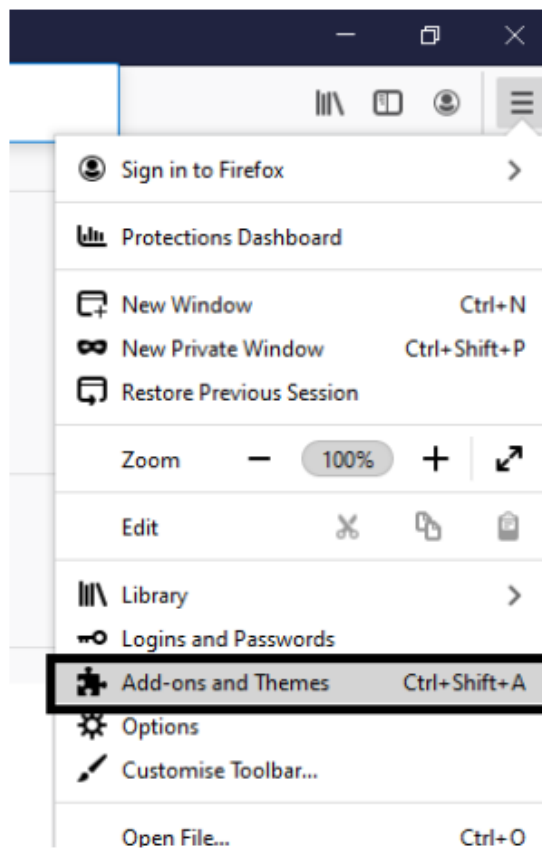 Sign in to Firefox
Protections Dashboard
New Window Ctrl+N
New Private Window Ctrl+Shift+P
Restore Previous Session
Zoom 100%
Edit
Library
Logins and Passwords
Add-ons and Themes Ctrl+Shift+A
Options
Customise Toolbar...
Open File... Ctrl+O